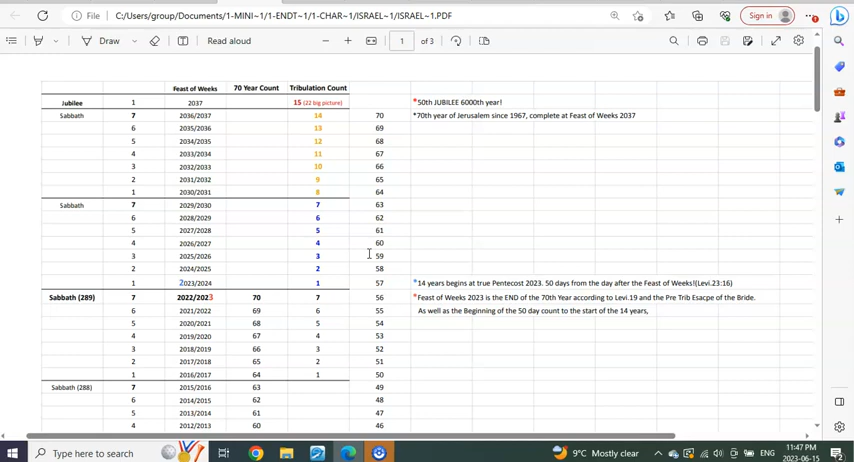 File C:/Users/group/Documents/1-MINI~1/1-ENDT~1/1-CHAR~1/ISRAEL~1/ISRAEL~1.PDF Sign in
Draw Read aloud 1 of 3
Feast of Weeks 70 Year Count Tribulation Count
Jubilee 1 2037 15 (22 big picture) *50th JUBILEE 6000th year!
Sabbath 7 2036/2037 14 70 *70th year of Jerusalem since 1967, complete at Feast of Weeks 2037
6 2035/2036 13 69
5 2034/2035 12 68
4 2033/2034 11 67
3 2032/2033 10 66
2 2031/2032 9 65
1 2030/2031 8 64
Sabbath 7 2029/2030 7 63
6 2028/2029 6 62
5 2027/2028 5 61
4 2026/2027 4 60
3 2025/2026 3 59
2 2024/2025 2 58
1 2023/2024 1 57 *14 years begins at true Pentecost 2023. 50 days from the day after the Feast of Weeks!(Levi.23:16)
Sabbath (289) 7 2022/2023 70 7 56 *Feast of Weeks 2023 is the END of the 70th Year according to Levi.19 and the Pre Trib Esacpe of the Bride.
6 2021/2022 69 6 55 As well as the Beginning of the 50 day count to the start of the 14 years,
5 2020/2021 68 5 54
4 2019/2020 67 4 53
3 2018/2019 66 3 52
2 2017/2018 65 2 51
1 2016/2017 64 1 50
Sabbath (288) 7 2015/2016 63 49
6 2014/2015 62 48
5 2013/2014 61 47
4 2012/2013 60 46
Type here to search 9°C Mostly clear ENG 11:47 PM
2023-06-15